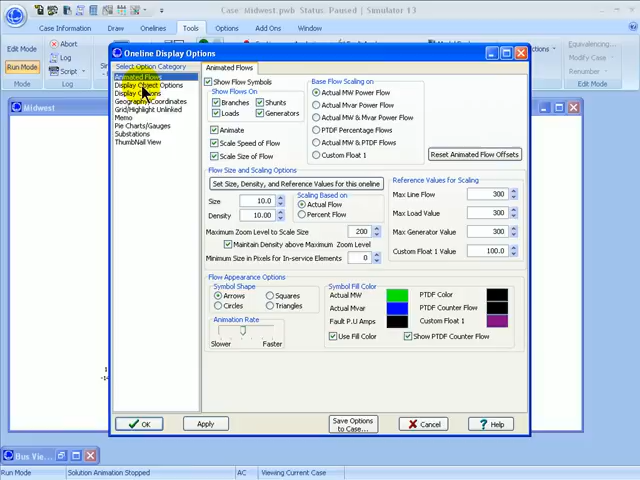 Case Midwest.pwb Status: Paused | Simulator 13
Case Information Draw Onelines Tools Options Add Ons Window
Edit Mode
Run Mode
Mode
Abort
Log
Script
Equivalencing...
Modify Case
Renumber
Edit Mode
Midwest
Oneline Display Options
Select Option Category
Animated Flows
Display Object Options
Display Options
Geography/Coordinates
Grid/Highlight Unlinked
Memo
Pie Charts/Gauges
Substations
ThumbNail View
Animated Flows
Show Flow Symbols
Show Flows On
Branches
Shunts
Loads
Generators
Animate
Scale Speed of Flow
Scale Size of Flow
Base Flow Scaling on
Actual MW Power Flow
Actual Mvar Power Flow
Actual MW & Mvar Power Flow
PTDF Percentage Flows
Actual MW & PTDF Flows
Custom Float 1
Reset Animated Flow Offsets
Flow Size and Scaling Options
Set Size, Density, and Reference Values for this oneline
Size 10.0
Density 10.00
Scaling Based on
Actual Flow
Percent Flow
Maximum Zoom Level to Scale Size 200
Maintain Density above Maximum Zoom Level
Minimum Size in Pixels for In-service Elements 0
Reference Values for Scaling
Max Line Flow 300
Max Load Value 300
Max Generator Value 300
Custom Float 1 Value 100.0
Flow Appearance Options
Symbol Shape
Arrows
Squares
Circles
Triangles
Animation Rate
Slower Faster
Symbol Fill Color
Actual MW
Actual Mvar
Fault P.U Amps
PTDF Color
PTDF Counter Flow
Custom Float 1
Use Fill Color
Show PTDF Counter Flow
OK
Apply
Save Options to Case...
Cancel
Help
Bus Vie...
Run Mode Solution Animation Stopped AC Viewing Current Case